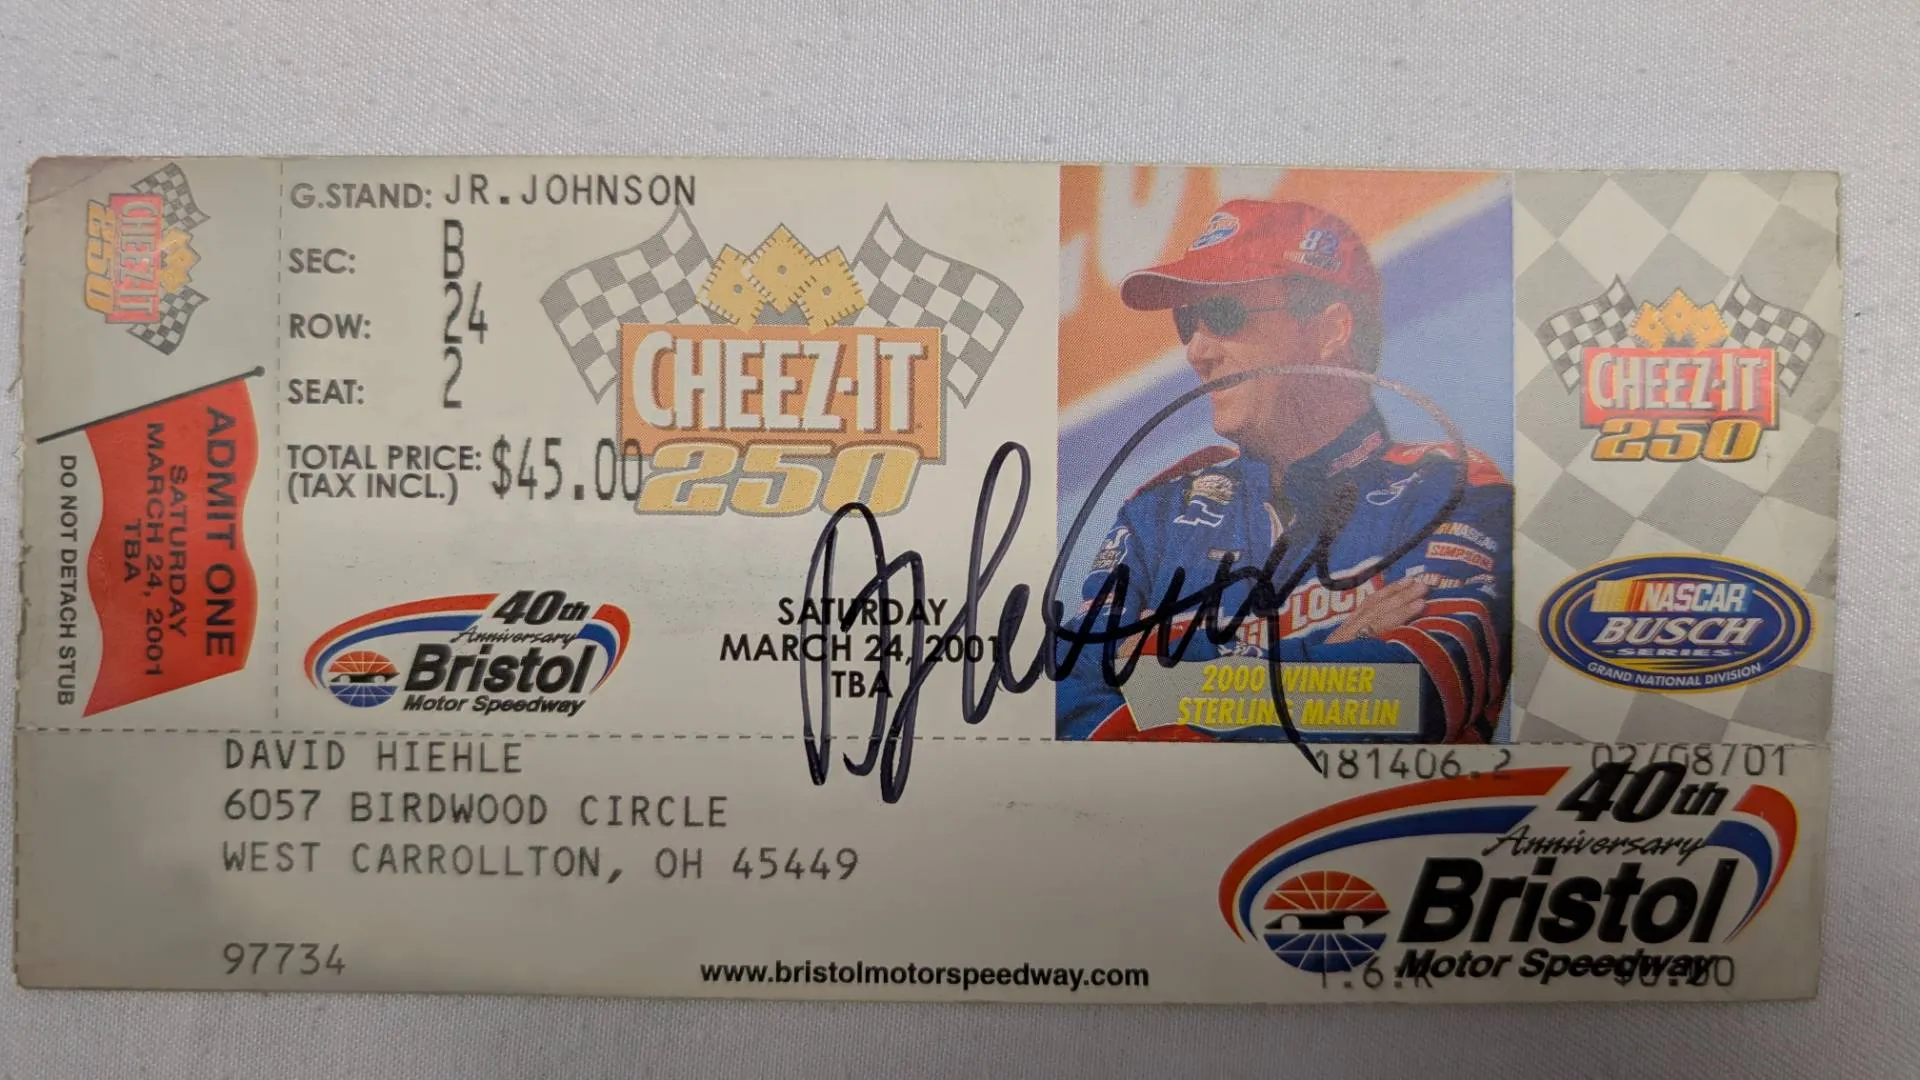 CHEEZ-IT
250
ADMIT ONE
SATURDAY
MARCH 24, 2001
TBA
DO NOT DETACH STUB
G.STAND: JR.JOHNSON
SEC: B
ROW: 24
SEAT: 2
TOTAL PRICE: $45.00
(TAX INCL.)
CHEEZ-IT
250
40th
Anniversary
Bristol
Motor Speedway
SATURDAY
MARCH 24, 2001
TBA
NASCAR
SIMPSON
2000 WINNER
STERLING MARLIN
CHEEZ-IT
250
NASCAR
BUSCH
SERIES
GRAND NATIONAL DIVISION
DAVID HIEHLE
6057 BIRDWOOD CIRCLE
WEST CARROLLTON, OH 45449
97734
www.bristolmotorspeedway.com
181406.2 02/08/01
40th
Anniversary
Bristol
Motor Speedway